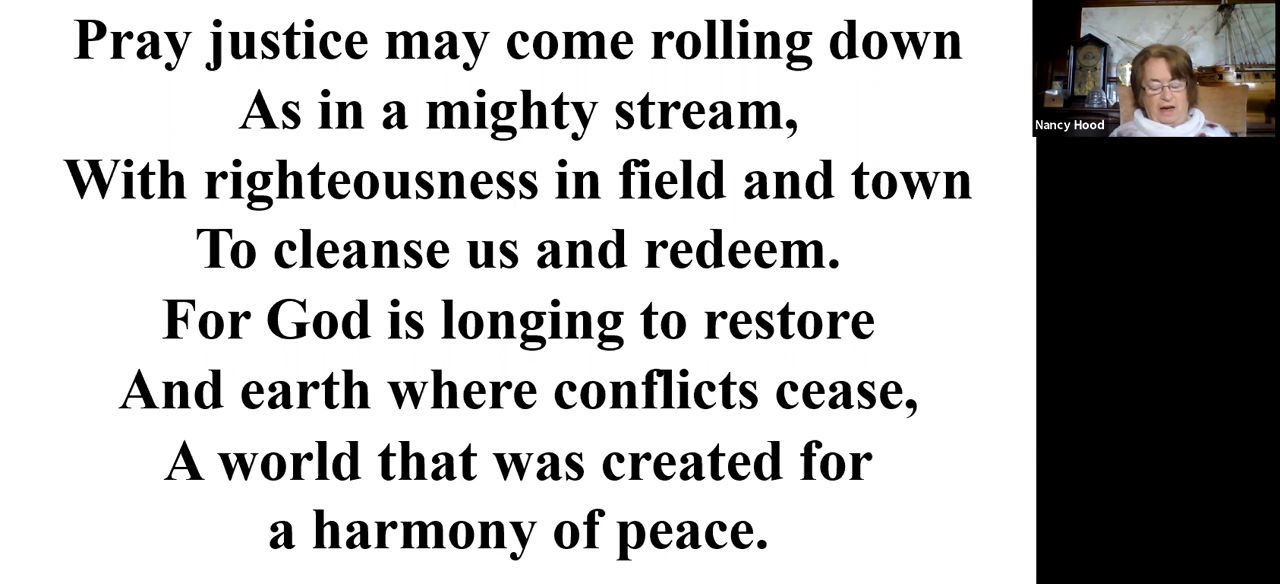 Pray justice may come rolling down
As in a mighty stream,
With righteousness in field and town
To cleanse us and redeem.
For God is longing to restore
And earth where conflicts cease,
A world that was created for
a harmony of peace.
Nancy Hood